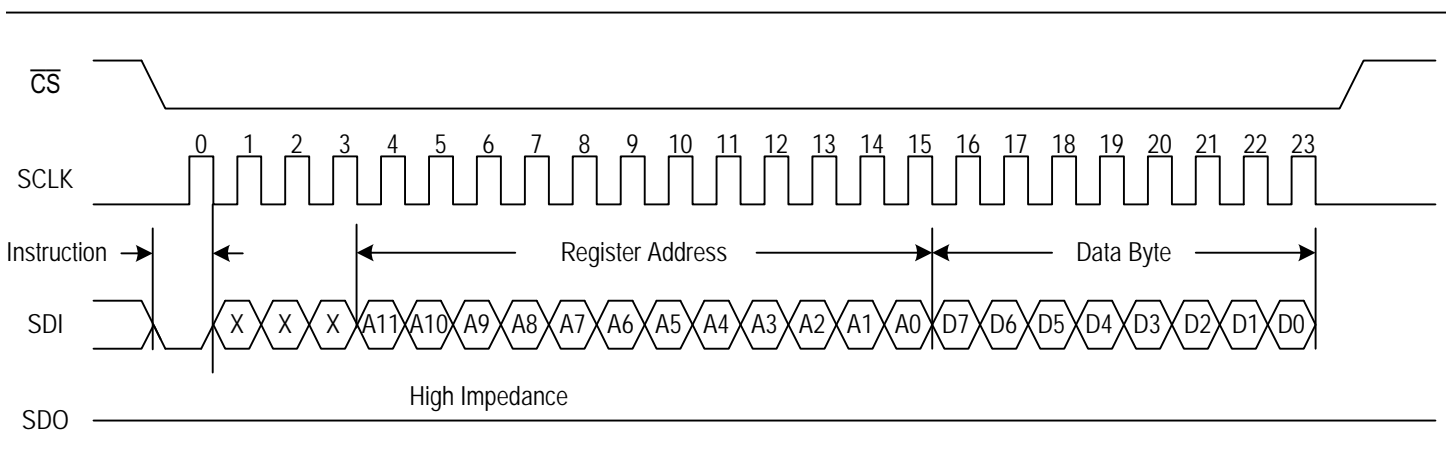 CS
0 1 2 3 4 5 6 7 8 9 10 11 12 13 14 15 16 17 18 19 20 21 22 23
SCLK
Instruction Register Address Data Byte
SDI X X X A11 A10 A9 A8 A7 A6 A5 A4 A3 A2 A1 A0 D7 D6 D5 D4 D3 D2 D1 D0
High Impedance
SDO